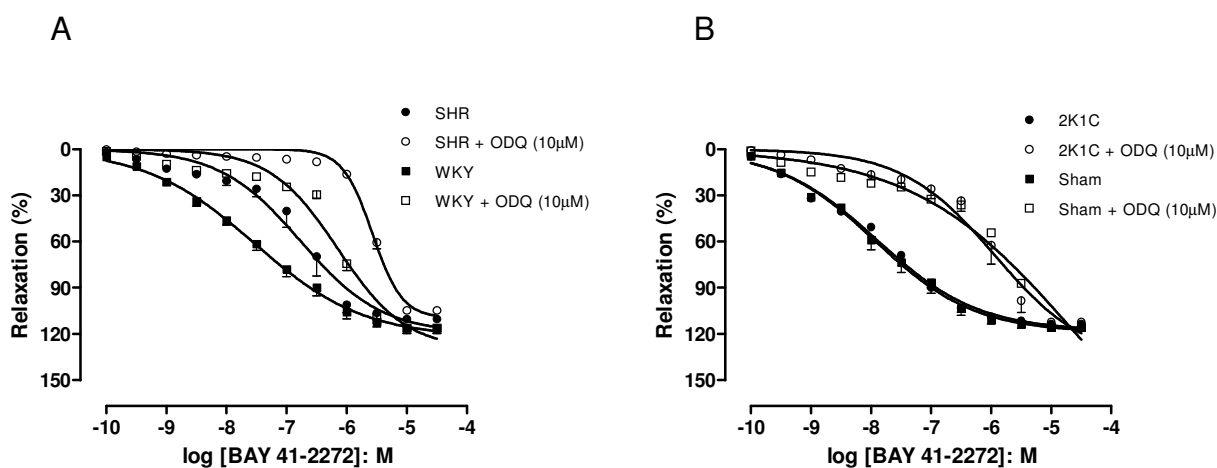 A
SHR
SHR + ODQ (10µM)
WKY
WKY + ODQ (10µM)
0
30
60
90
120
150
Relaxation (%)
-10
-9
-8
-7
-6
-5
-4
log [BAY 41-2272]: M
B
2K1C
2K1C + ODQ (10µM)
Sham
Sham + ODQ (10µM)
0
30
60
90
120
150
Relaxation (%)
-10
-9
-8
-7
-6
-5
-4
log [BAY 41-2272]: M